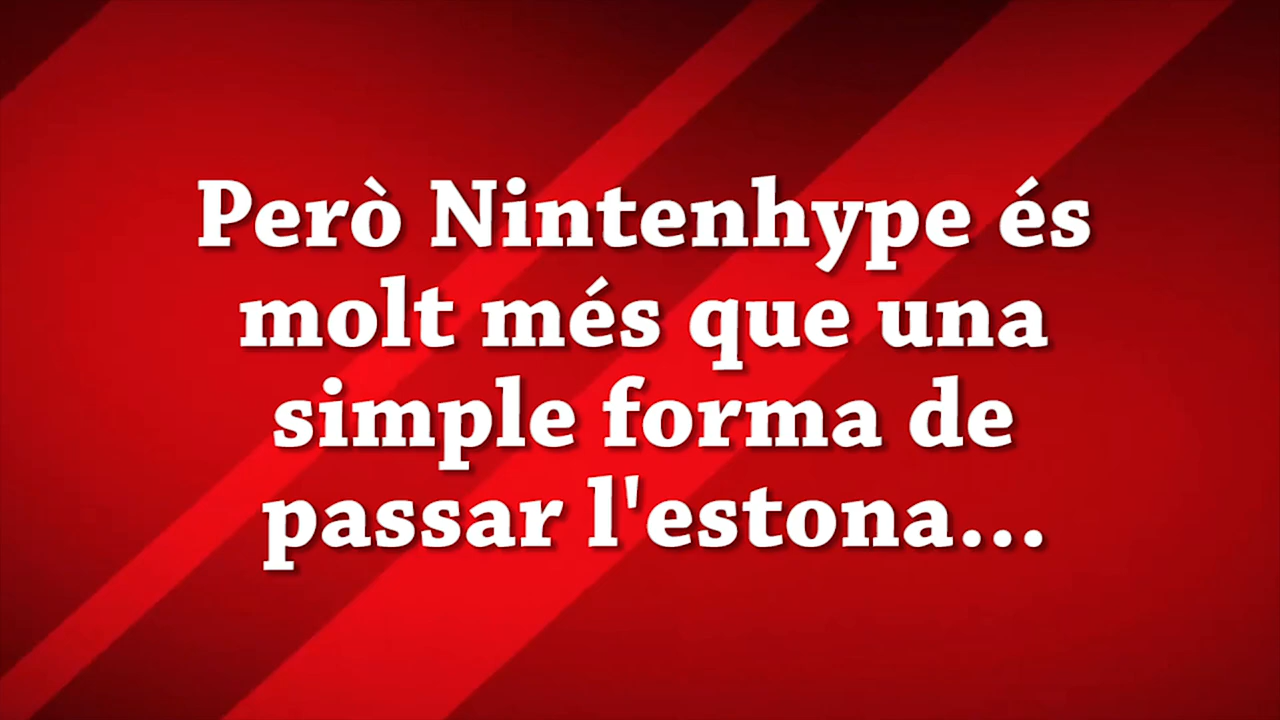 Però Nintenhype és
molt més que una
simple forma de
passar l'estona...